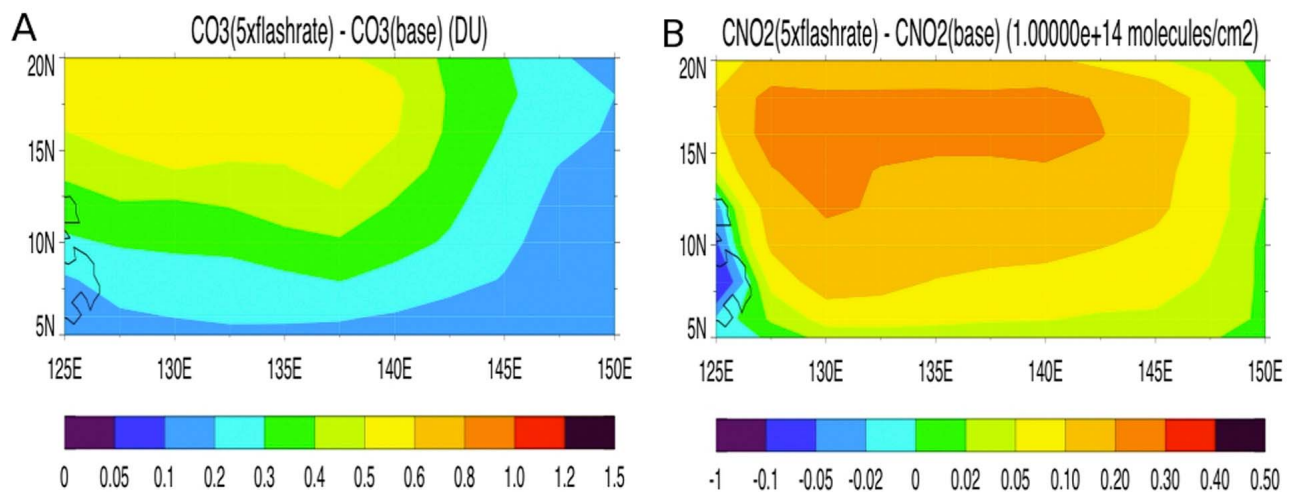 A
CO3(5xflashrate) - CO3(base) (DU)
20N
15N
10N
5N
125E 130E 135E 140E 145E 150E
0 0.05 0.1 0.2 0.3 0.4 0.5 0.6 0.8 1.0 1.2 1.5
B
CNO2(5xflashrate) - CNO2(base) (1.00000e+14 molecules/cm2)
20N
15N
10N
5N
125E 130E 135E 140E 145E 150E
-1 -0.1 -0.05 -0.02 0 0.02 0.05 0.10 0.20 0.30 0.40 0.50